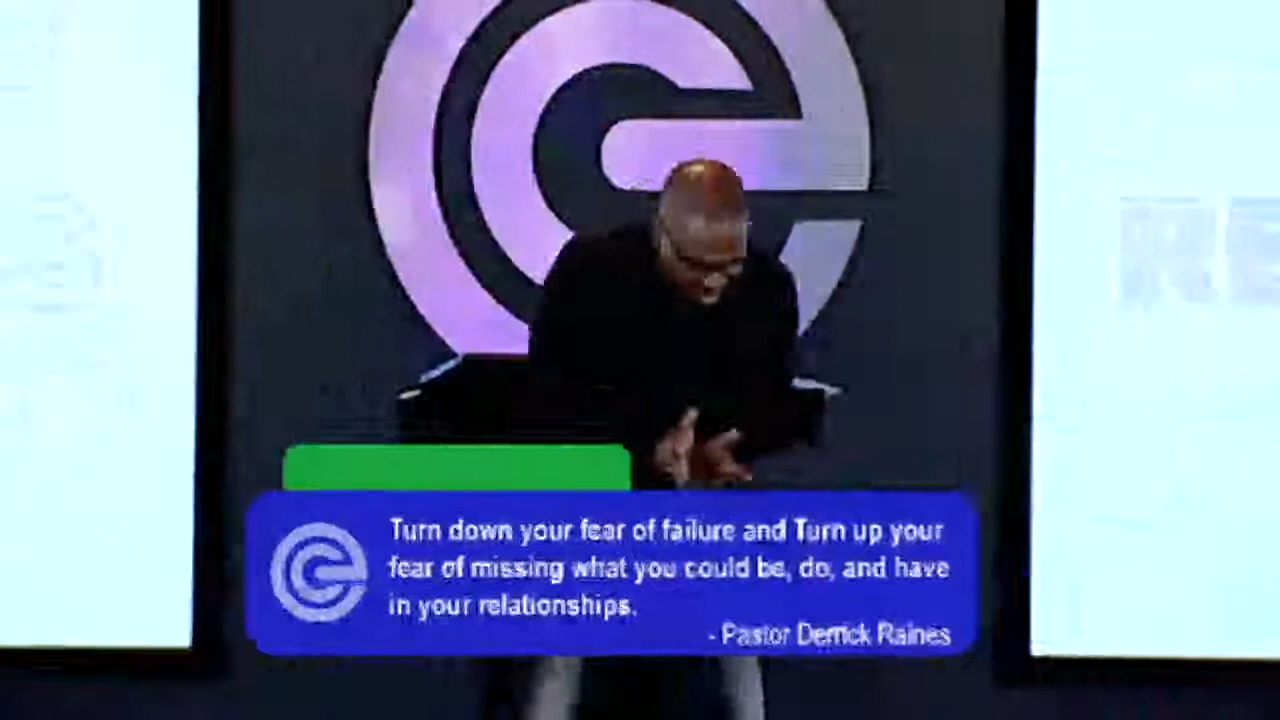 Turn down your fear of failure and Turn up your
fear of missing what you could be, do, and have
in your relationships.
- Pastor Derrick Raines